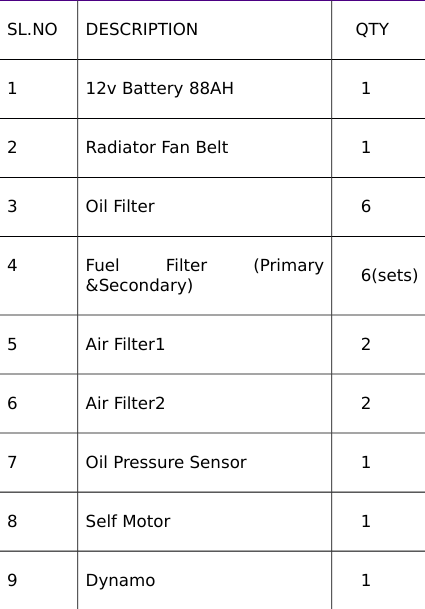 SL.NO DESCRIPTION QTY
1 12v Battery 88AH 1
2 Radiator Fan Belt 1
3 Oil Filter 6
4 Fuel Filter (Primary
&Secondary) 6(sets)
5 Air Filter1 2
6 Air Filter2 2
7 Oil Pressure Sensor 1
8 Self Motor 1
9 Dynamo 1